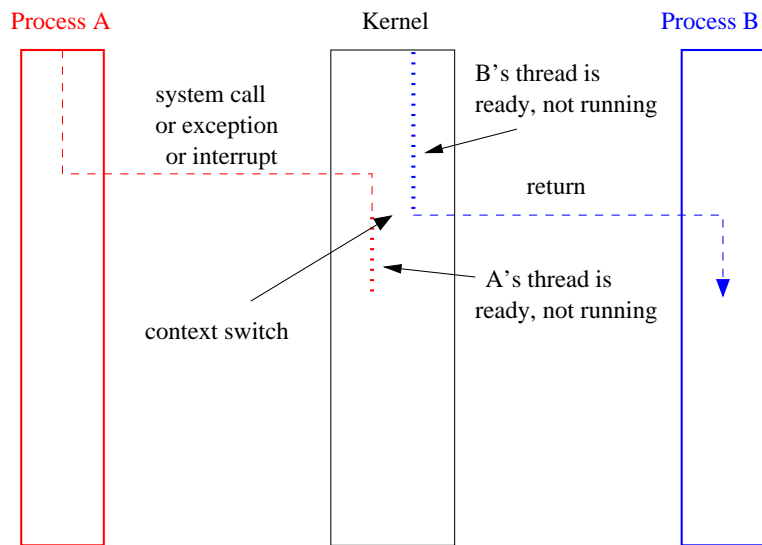 Process A
Kernel
Process B
system call
or exception
or interrupt
B's thread is
ready, not running
return
A's thread is
ready, not running
context switch